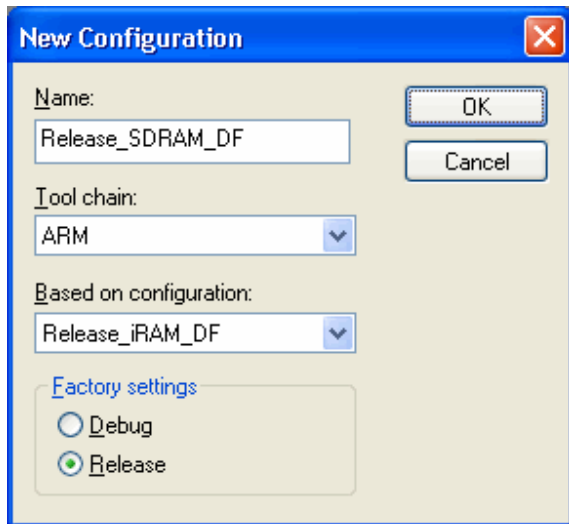 New Configuration
Name:
OK
Release_SDRAM_DF
Cancel
Tool chain:
ARM
Based on configuration:
Release_iRAM_DF
Factory settings
Debug
Release